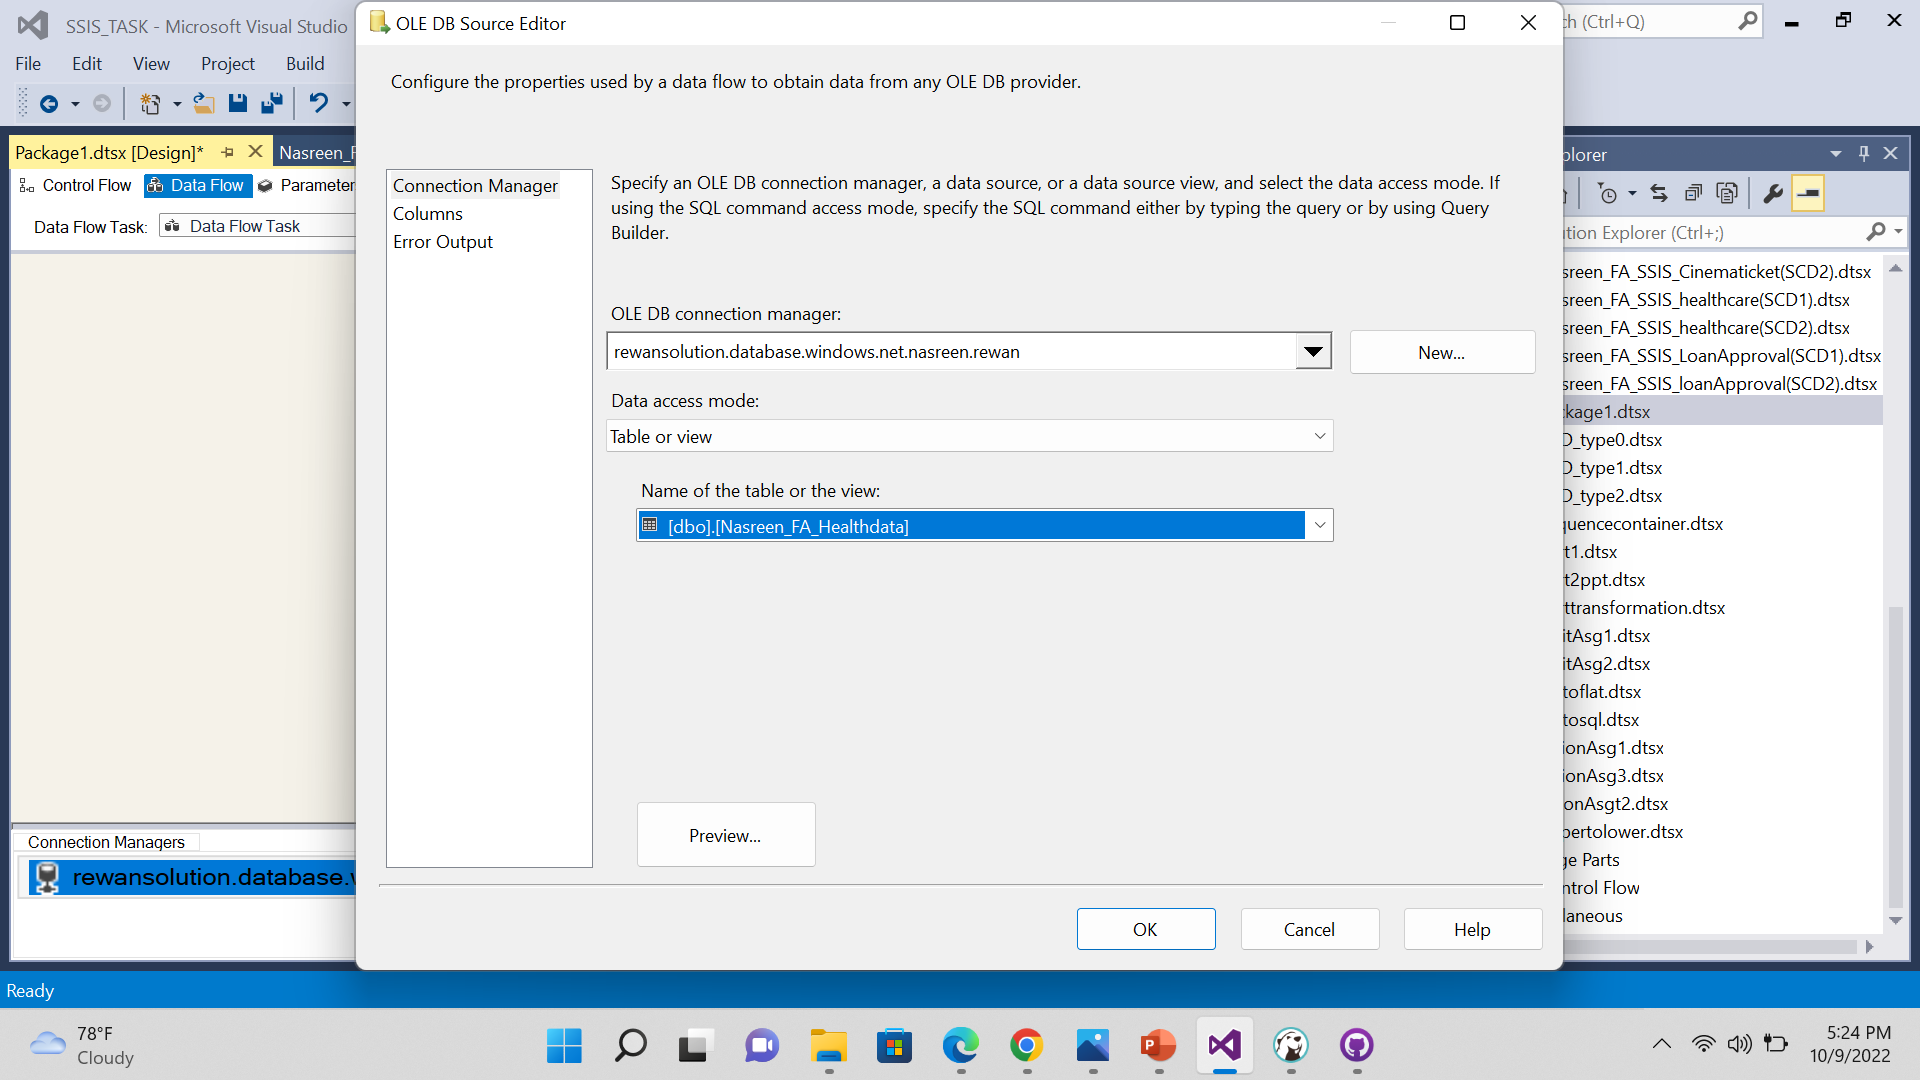 SSIS_TASK - Microsoft Visual Studio
OLE DB Source Editor
(Ctrl+Q)
File Edit View Project Build
Configure the properties used by a data flow to obtain data from any OLE DB provider.
Package1.dtsx [Design]*
Control Flow Data Flow
Data Flow Task: Data Flow Task
Connection Manager
Columns
Error Output
Specify an OLE DB connection manager, a data source, or a data source view, and select the data access mode. If
using the SQL command access mode, specify the SQL command either by typing the query or by using Query
Builder.
OLE DB connection manager:
rewansolution.database.windows.net.nasreen.rewan
New...
Data access mode:
Table or view
Name of the table or the view:
[dbo].[Nasreen_FA_Healthdata]
Preview...
OK Cancel Help
plorer
tion Explorer (Ctrl+;)
sreen_FA_SSIS_Cinematicket(SCD2).dtsx
sreen_FA_SSIS_healthcare(SCD1).dtsx
sreen_FA_SSIS_healthcare(SCD2).dtsx
sreen_FA_SSIS_LoanApproval(SCD1).dtsx
sreen_FA_SSIS_loanApproval(SCD2).dtsx
kage1.dtsx
D_type0.dtsx
D_type1.dtsx
D_type2.dtsx
quencecontainer.dtsx
t1.dtsx
t2ppt.dtsx
ttransformation.dtsx
itAsg1.dtsx
itAsg2.dtsx
toflat.dtsx
tosql.dtsx
ionAsg1.dtsx
ionAsg3.dtsx
onAsgt2.dtsx
pertolower.dtsx
ge Parts
ntrol Flow
laneous
Connection Managers
rewansolution.database.
Ready
78°F
Cloudy
5:24 PM
10/9/2022